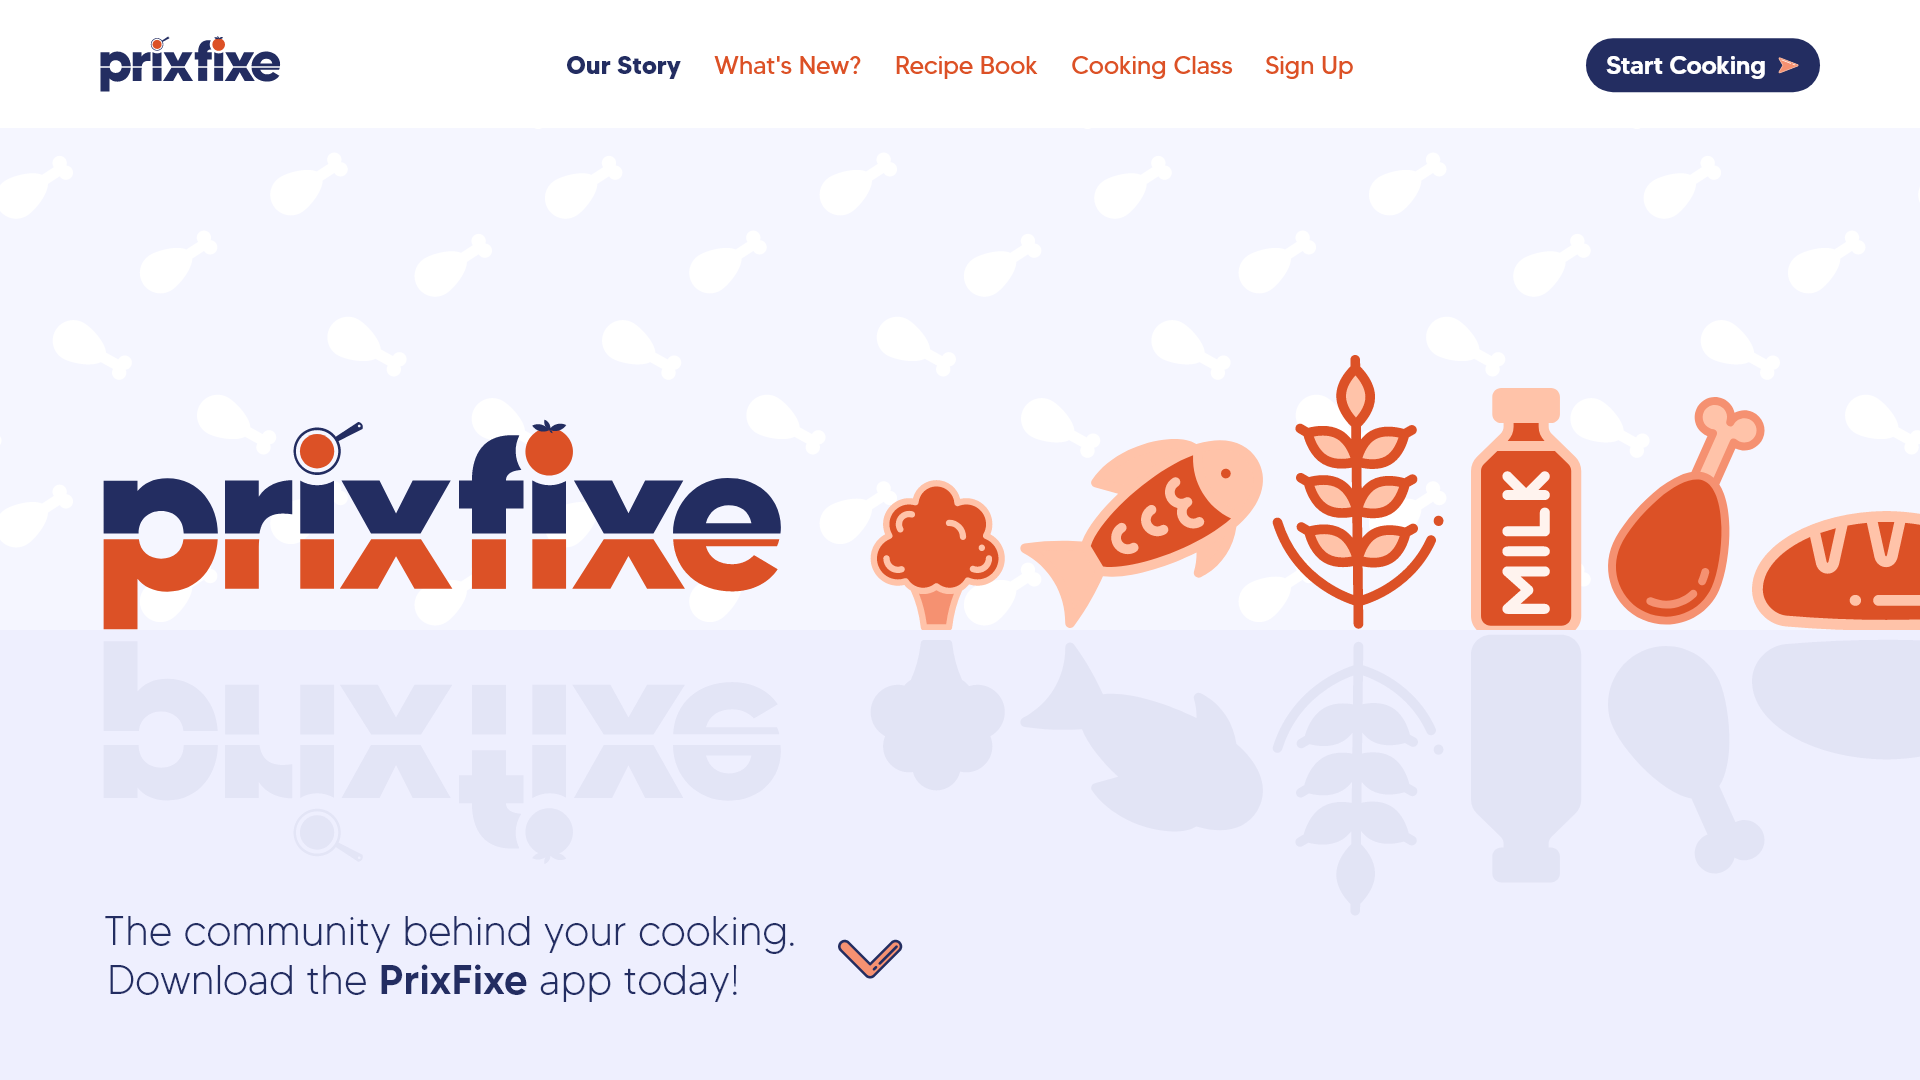 prixfixe
Our Story
What's New?
Recipe Book
Cooking Class
Sign Up
Start Cooking
prixfixe
MILK
The community behind your cooking.
Download the PrixFixe app today!